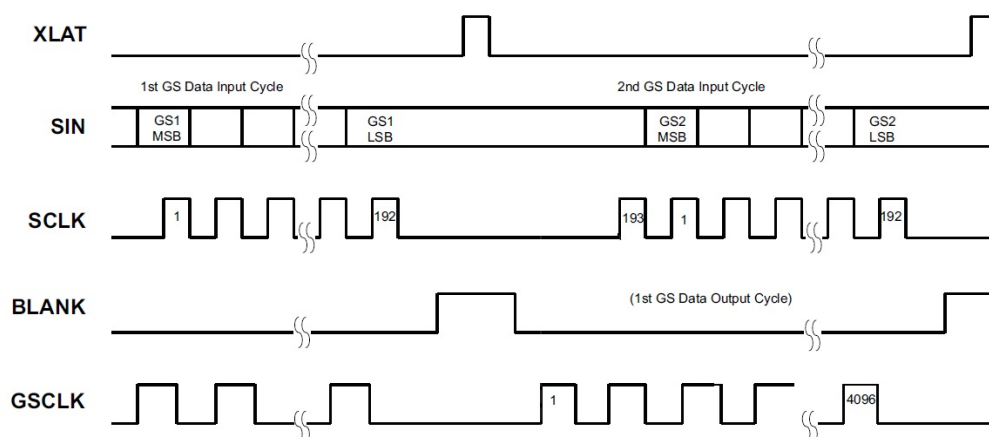 XLAT
1st GS Data Input Cycle
2nd GS Data Input Cycle
SIN
GS1
MSB
GS1
LSB
GS2
MSB
GS2
LSB
SCLK
1
192
193
1
192
BLANK
(1st GS Data Output Cycle)
GSCLK
1
4096